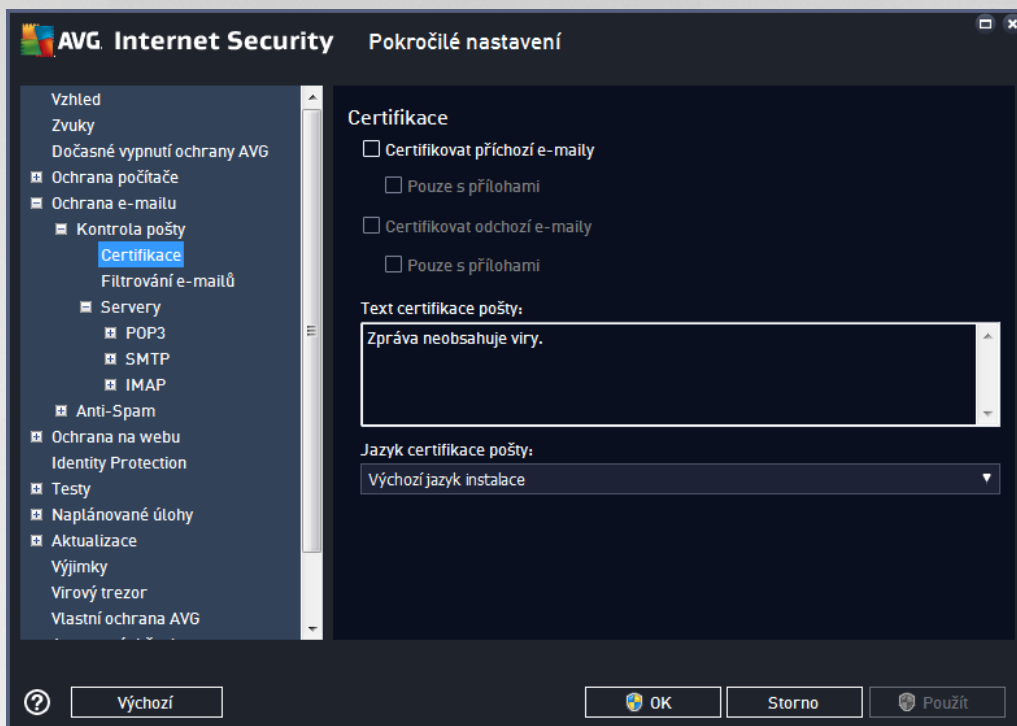 AVG. Internet Security Pokročilé nastavení
Vzhled
Zvuky
Dočasné vypnutí ochrany AVG
Ochrana počítače
Ochrana e-mailu
Kontrola pošty
Certifikace
Filtrování e-mailů
Servery
POP3
SMTP
IMAP
Anti-Spam
Ochrana na webu
Identity Protection
Testy
Naplánované úlohy
Aktualizace
Výjimky
Virový trezor
Vlastní ochrana AVG
Certifikace
Certifikovat příchozí e-maily
Pouze s přílohami
Certifikovat odchozí e-maily
Pouze s přílohami
Text certifikace pošty:
Zpráva neobsahuje viry.
Jazyk certifikace pošty:
Výchozí jazyk instalace
Výchozí
OK
Storno
Použít